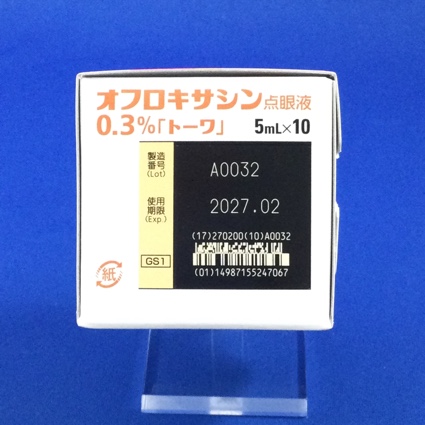 オフロキサシン点眼液
0.3%「トーワ」 5mL×10
製造番号(Lot) A0032
使用期限(Exp.) 2027.02
(17)270200(10)A0032
GS1
(01)14987155247067
紙